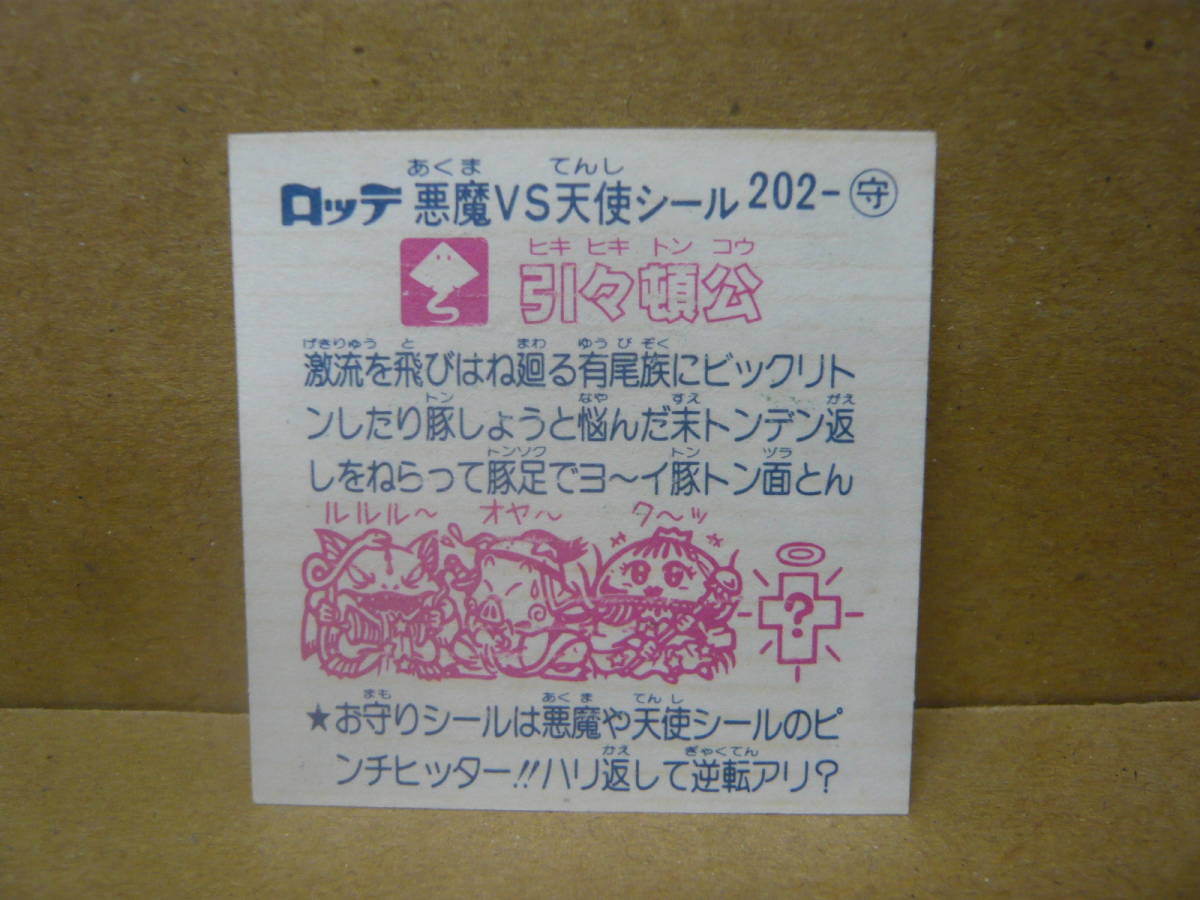 あくま てんし
ロッテ 悪魔VS天使シール 202-㊪守
ヒキ ヒキ トン コウ
引々頓公
げきりゅう と まわ ゆうびぞく
激流を飛びはね廻る有尾族にビックリト
トン なや すえ がえ
ンしたり豚しょうと悩んだ末トンデン返
トンソク トン ヅラ
しをねらって豚足でヨ〜イ豚トン面とん
ルルル〜 オヤ〜 ク〜ッ
?
まも あくま てんし
★お守りシールは悪魔や天使シールのピ
かえ ぎゃくてん
ンチヒッター!!ハリ返して逆転アリ?